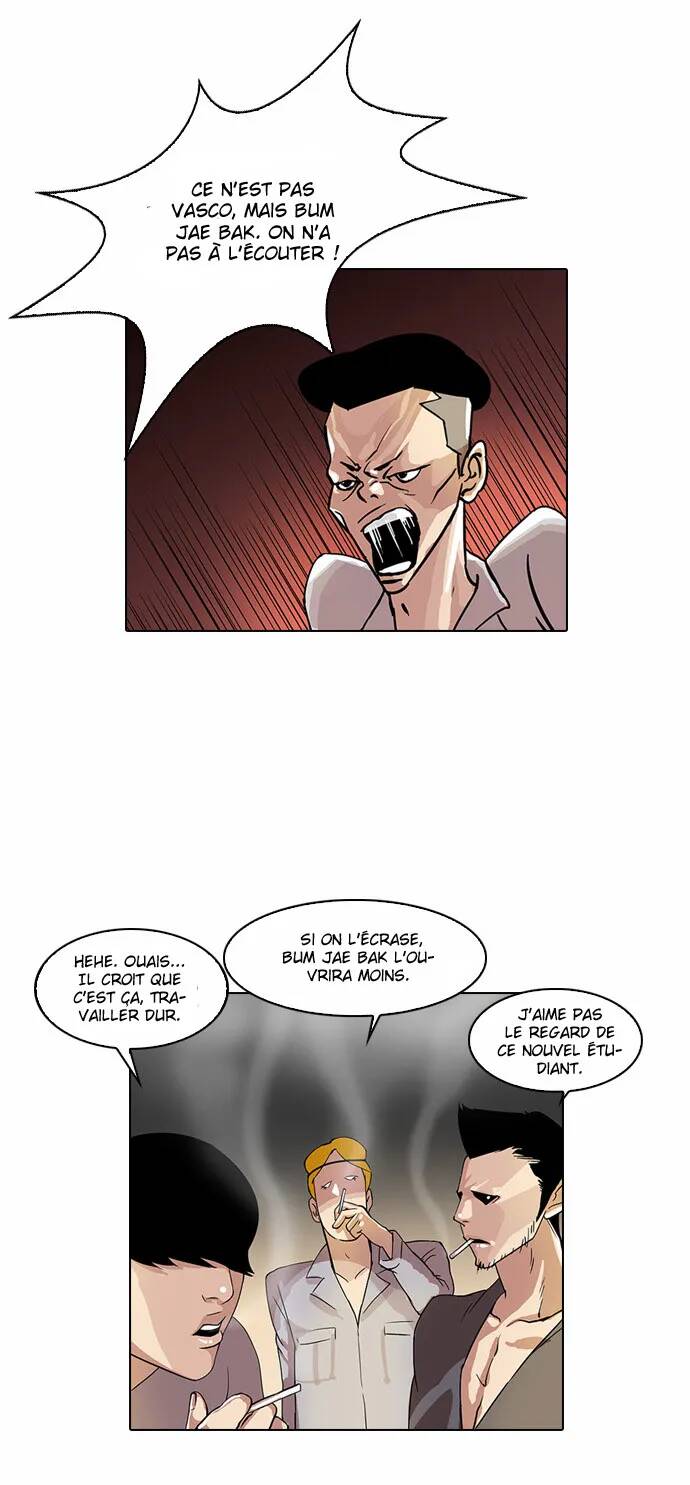 CE N'EST PAS
VASCO, MAIS BUM
JAE BAK. ON N'A
PAS À L'ÉCOUTER !
HEHE. OUAIS...
IL CROIT QUE
C'EST ÇA, TRA-
VAILLER DUR.
SI ON L'ÉCRASE,
BUM JAE BAK L'OU-
VRIRA MOINS.
J'AIME PAS
LE REGARD DE
CE NOUVEL ÉTU-
DIANT.